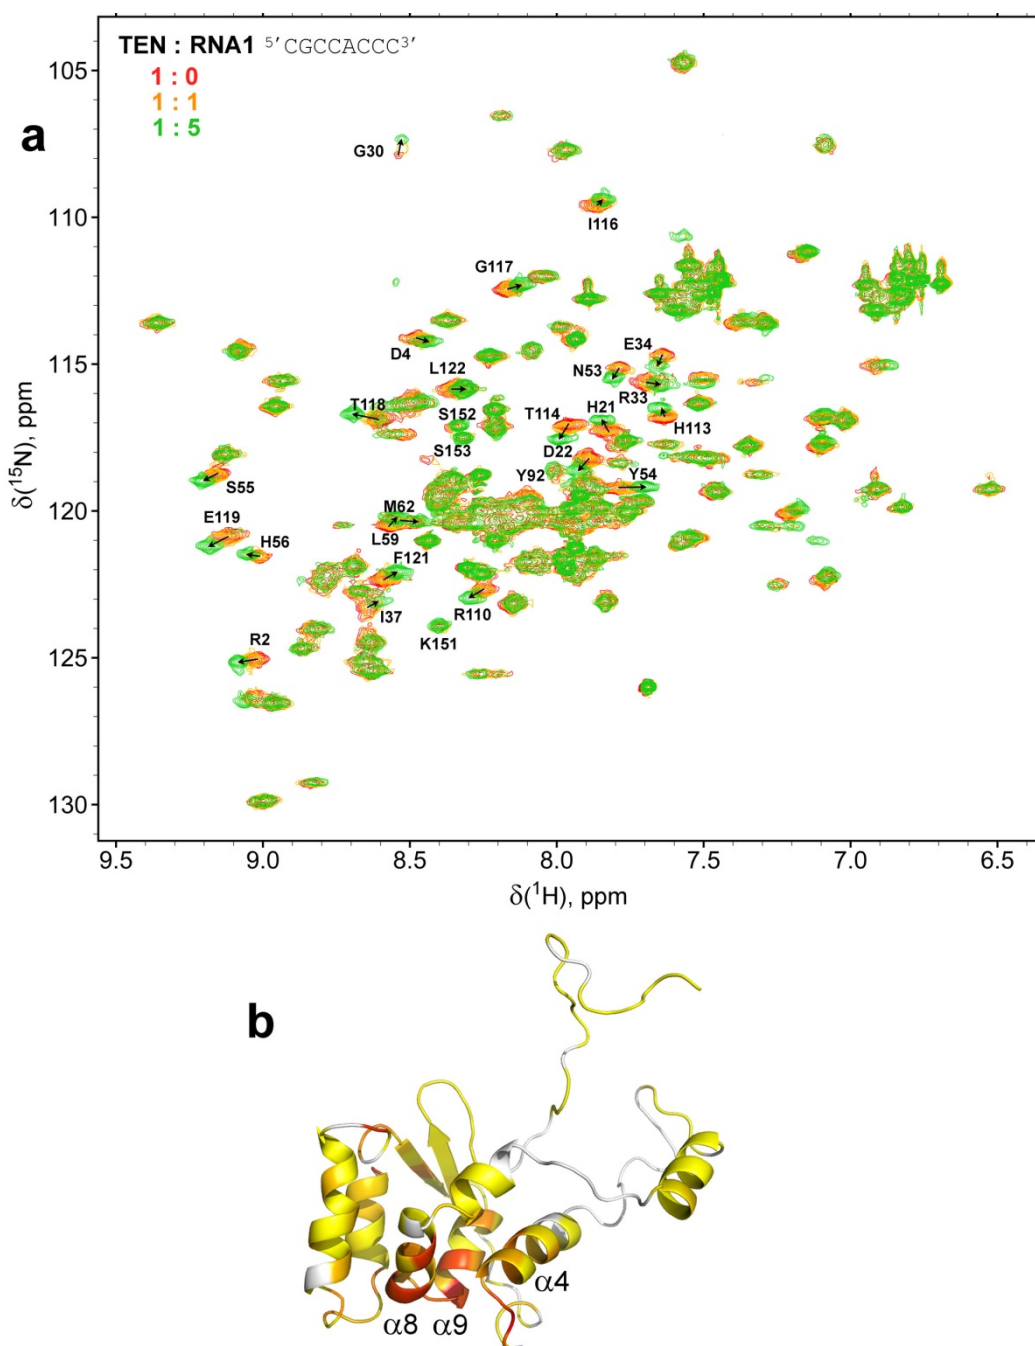 TEN : RNA1 5′CGCCACCC3′
1 : 0
1 : 1
1 : 5
a
105
110
115
120
125
130
δ(15N), ppm
G30
I116
G117
D4
E34
N53
L122
R33
T118
S152
T114
H21
H113
S153
D22
Y92
Y54
S55
M62
E119
L59
H56
F121
I37
R110
K151
R2
9.5 9.0 8.5 8.0 7.5 7.0 6.5
δ(1H), ppm
b
α4
α8 α9